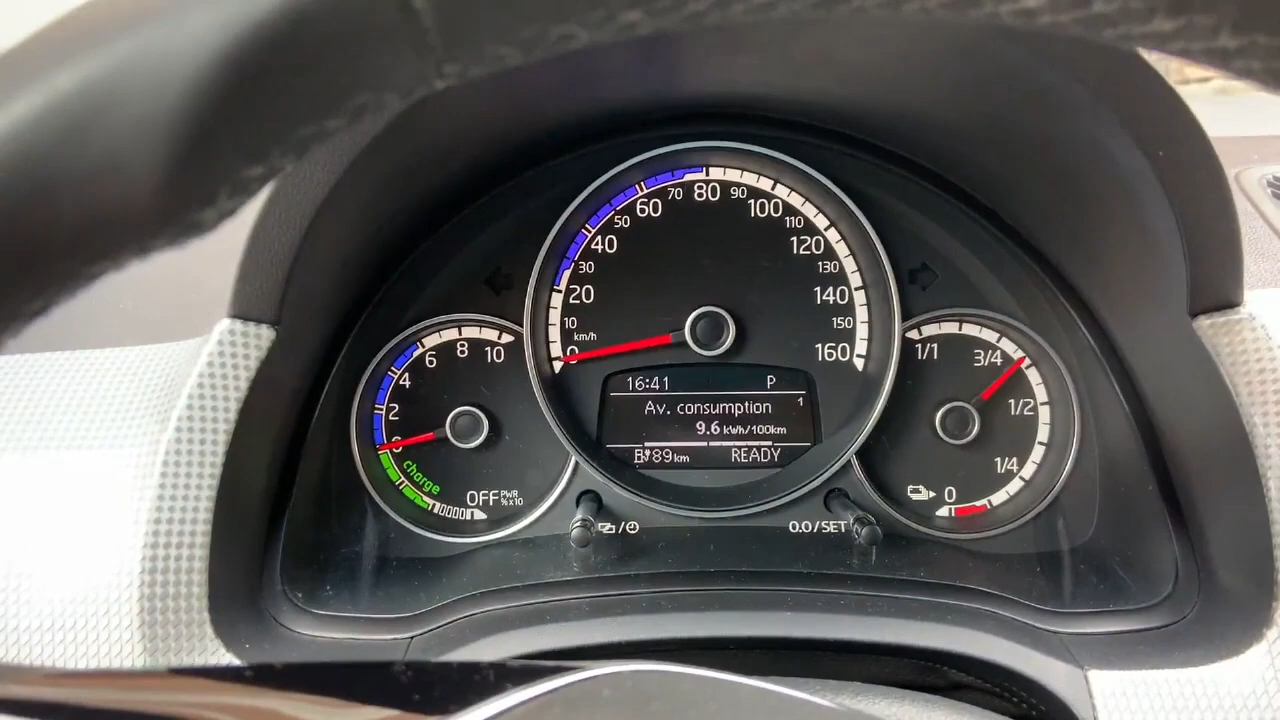 0 10 20 30 40 50 60 70 80 90 100 110 120 130 140 150 160
km/h
16:41 P
Av. consumption 1
9.6 kWh/100km
89km READY
0 2 4 6 8 10
charge
OFF PWR %x10
1/1 3/4 1/2 1/4 0
0.0/SET